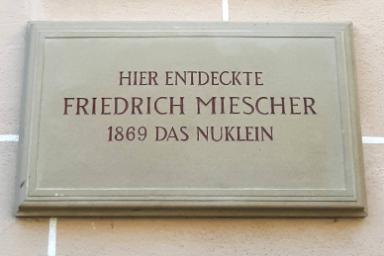 HIER ENTDECKTE
FRIEDRICH MIESCHER
1869 DAS NUKLEIN